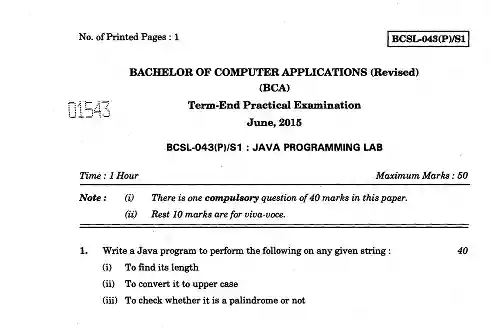 No. of Printed Pages : 1
BCSL-043(P)/S1
BACHELOR OF COMPUTER APPLICATIONS (Revised)
(BCA)
01543
Term-End Practical Examination
June, 2015
BCSL-043(P)/S1 : JAVA PROGRAMMING LAB
Time : 1 Hour
Maximum Marks : 50
Note : (i) There is one compulsory question of 40 marks in this paper.
(ii) Rest 10 marks are for viva-voce.
1. Write a Java program to perform the following on any given string : 40
(i) To find its length
(ii) To convert it to upper case
(iii) To check whether it is a palindrome or not